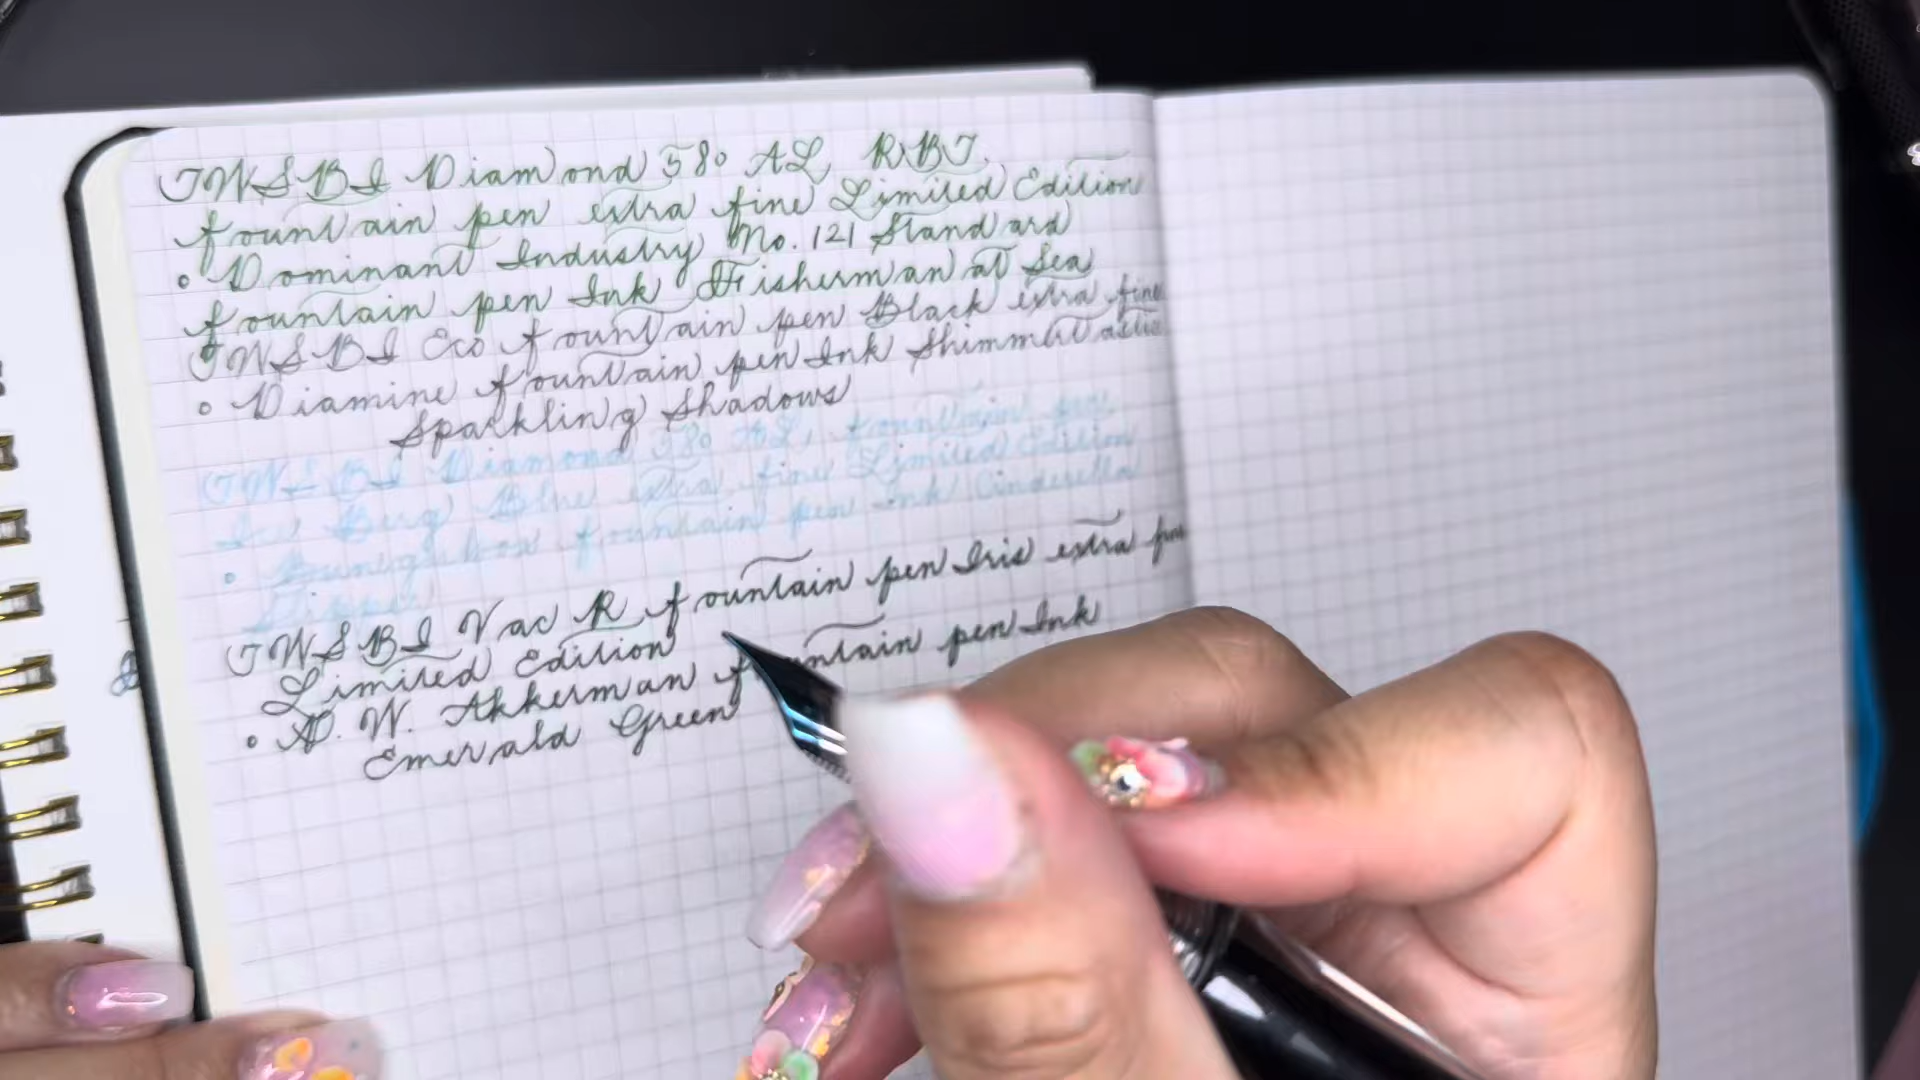 TWSBI Diamond 580 AL RBT
fountain pen extra fine Limited Edition
• Dominant Industry No. 121 Standard
fountain pen Ink Fisherman at Sea
TWSBI Eco fountain pen Black extra fine
• Diamine fountain pen Ink Shimmertastic
Sparkling Shadows
TWSBI Diamond 580 AL fountain pen
Ice Berg Blue extra fine Limited Edition
• fountain pen Ink Cinderella
Slipper
TWSBI Vac R fountain pen Iris extra fine
Limited Edition
• D. W. Akkerman fountain pen Ink
Emerald Green